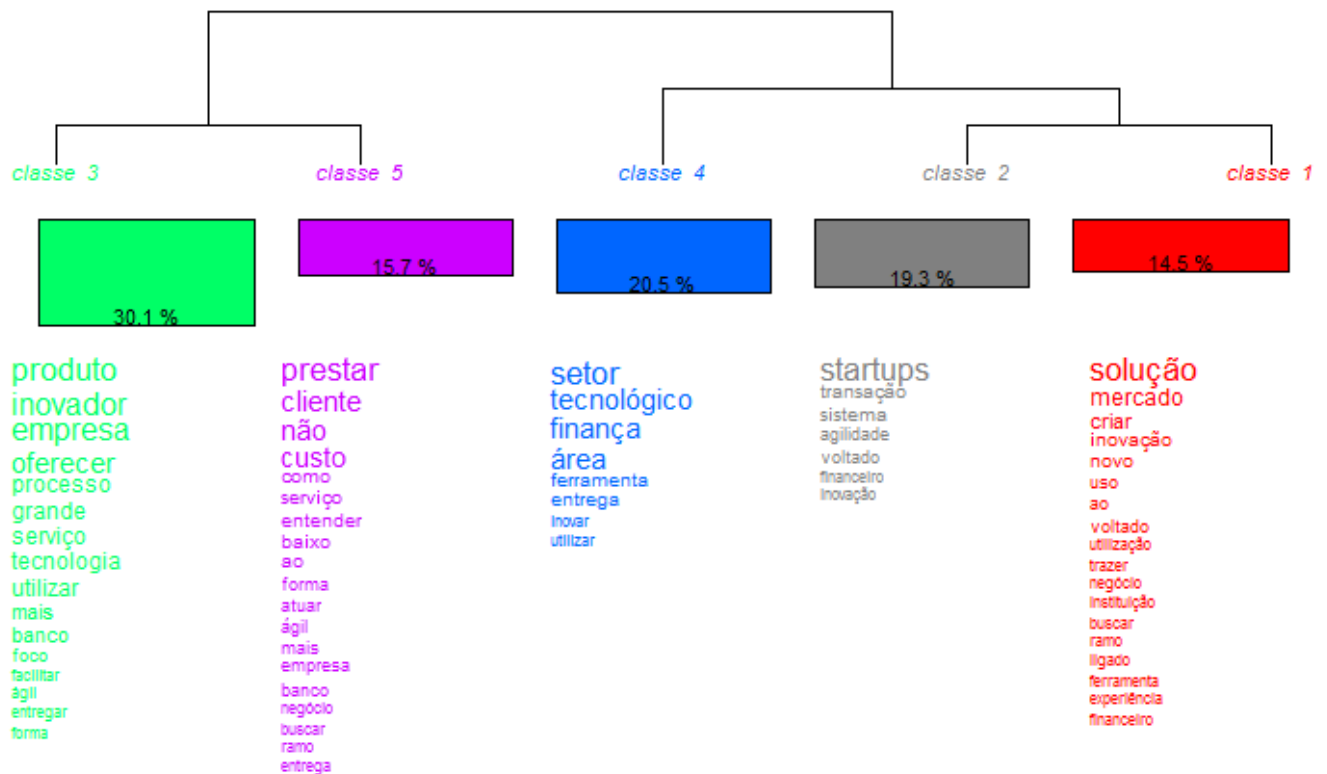 classe 3
classe 5
classe 4
classe 2
classe 1
30.1 %
15.7 %
20.5 %
19.3 %
14.5 %
produto
inovador
empresa
oferecer
processo
grande
serviço
tecnologia
utilizar
mais
banco
foco
facilitar
ágil
entregar
forma
prestar
cliente
não
custo
como
serviço
entender
baixo
ao
forma
atuar
ágil
mais
empresa
banco
negócio
buscar
ramo
entrega
setor
tecnológico
finança
área
ferramenta
entrega
inovar
utilizar
startups
transação
sistema
agilidade
voltado
financeiro
inovação
solução
mercado
criar
inovação
novo
uso
ao
voltado
utilização
trazer
negócio
instituição
buscar
ramo
ligado
ferramenta
experiência
financeiro